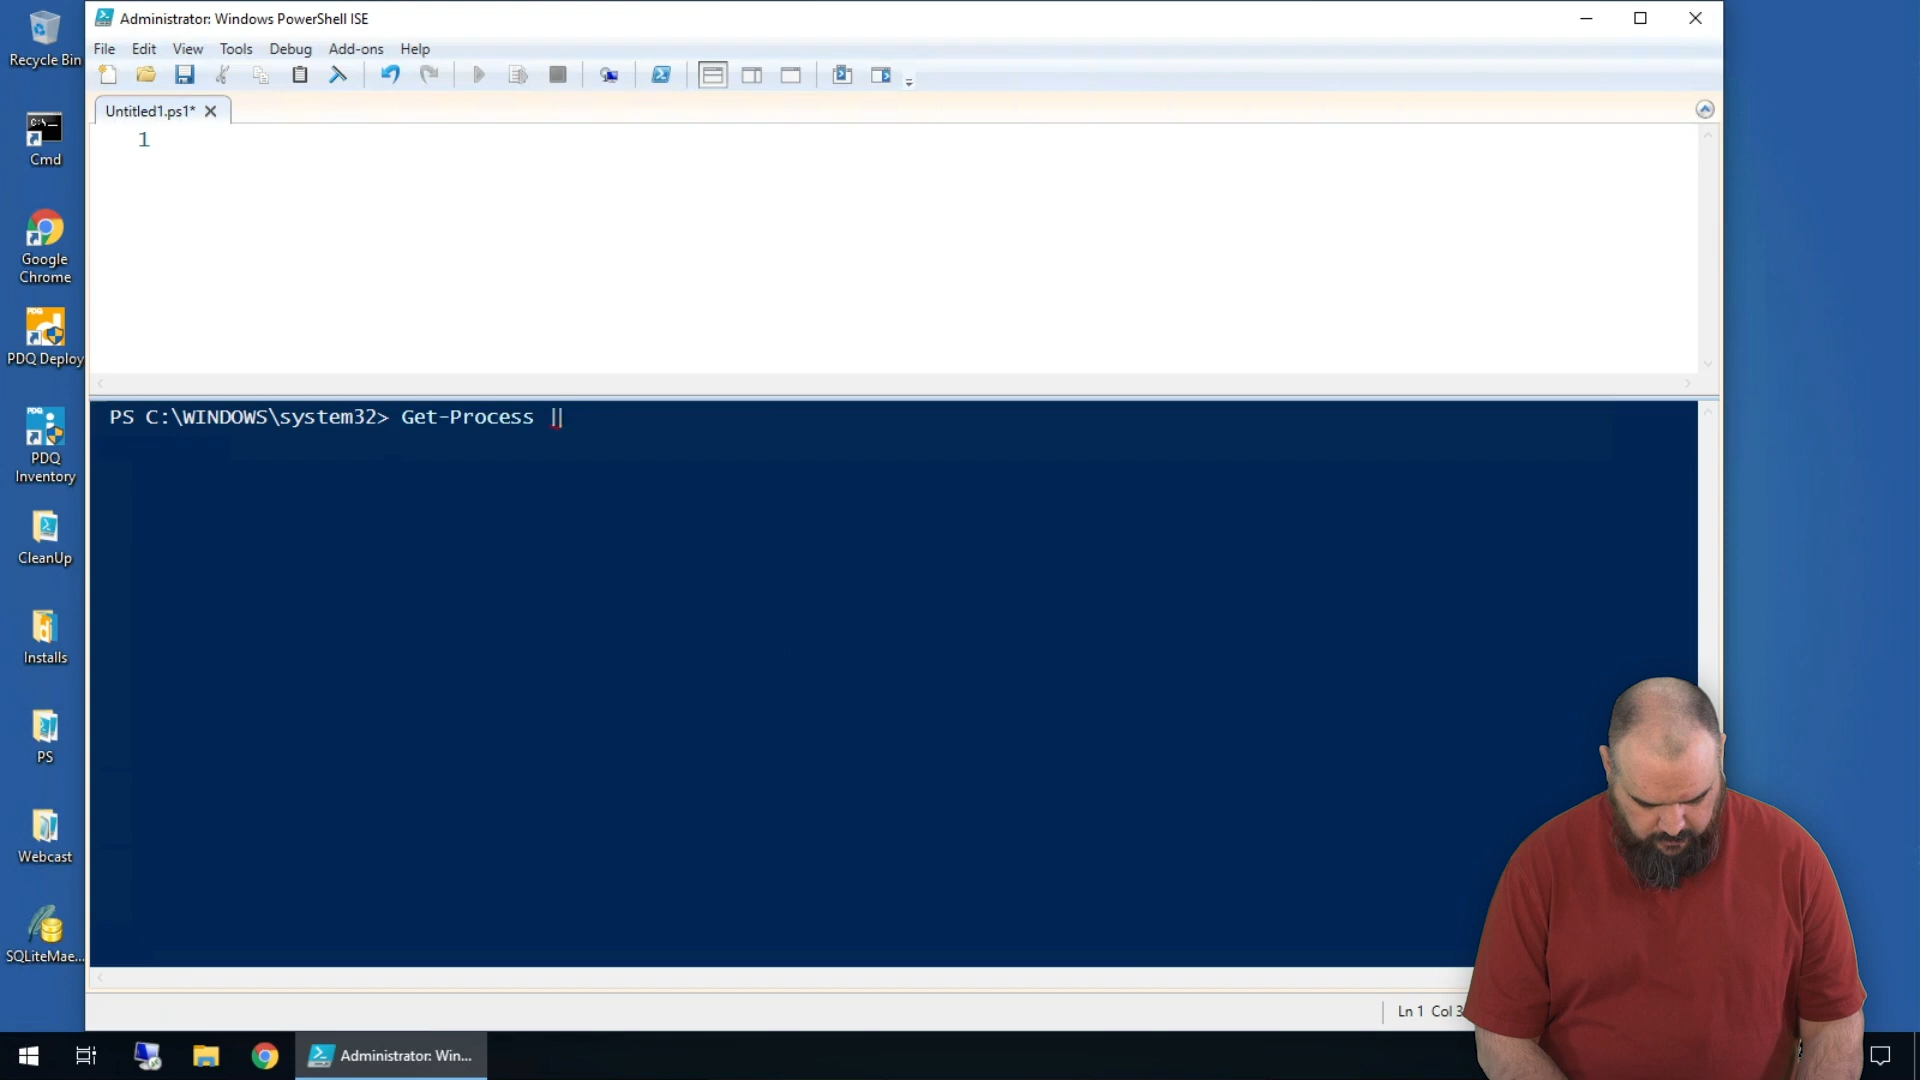 Administrator: Windows PowerShell ISE
File Edit View Tools Debug Add-ons Help
Untitled1.ps1*
1
PS C:\WINDOWS\system32> Get-Process |
Ln 1 Col 3
Recycle Bin
Cmd
Google
Chrome
PDQ Deploy
PDQ
Inventory
CleanUp
Installs
PS
Webcast
SQLiteMae...
Administrator: Win...